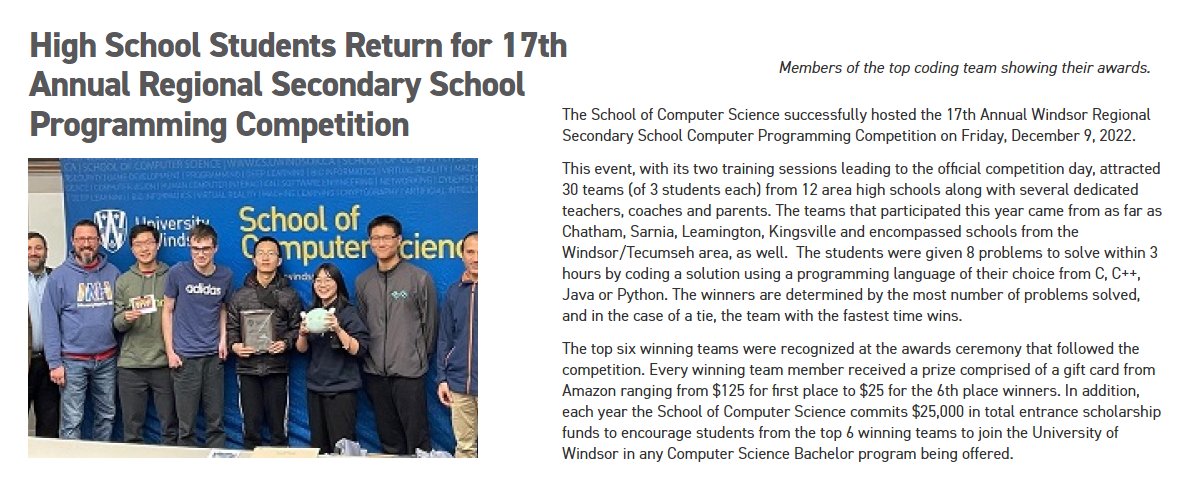 High School Students Return for 17th
Annual Regional Secondary School
Programming Competition
University
School of
Computer Science
adidas
Members of the top coding team showing their awards.
The School of Computer Science successfully hosted the 17th Annual Windsor Regional
Secondary School Computer Programming Competition on Friday, December 9, 2022.
This event, with its two training sessions leading to the official competition day, attracted
30 teams (of 3 students each) from 12 area high schools along with several dedicated
teachers, coaches and parents. The teams that participated this year came from as far as
Chatham, Sarnia, Leamington, Kingsville and encompassed schools from the
Windsor/Tecumseh area, as well.  The students were given 8 problems to solve within 3
hours by coding a solution using a programming language of their choice from C, C++,
Java or Python. The winners are determined by the most number of problems solved,
and in the case of a tie, the team with the fastest time wins.
The top six winning teams were recognized at the awards ceremony that followed the
competition. Every winning team member received a prize comprised of a gift card from
Amazon ranging from $125 for first place to $25 for the 6th place winners. In addition,
each year the School of Computer Science commits $25,000 in total entrance scholarship
funds to encourage students from the top 6 winning teams to join the University of
Windsor in any Computer Science Bachelor program being offered.